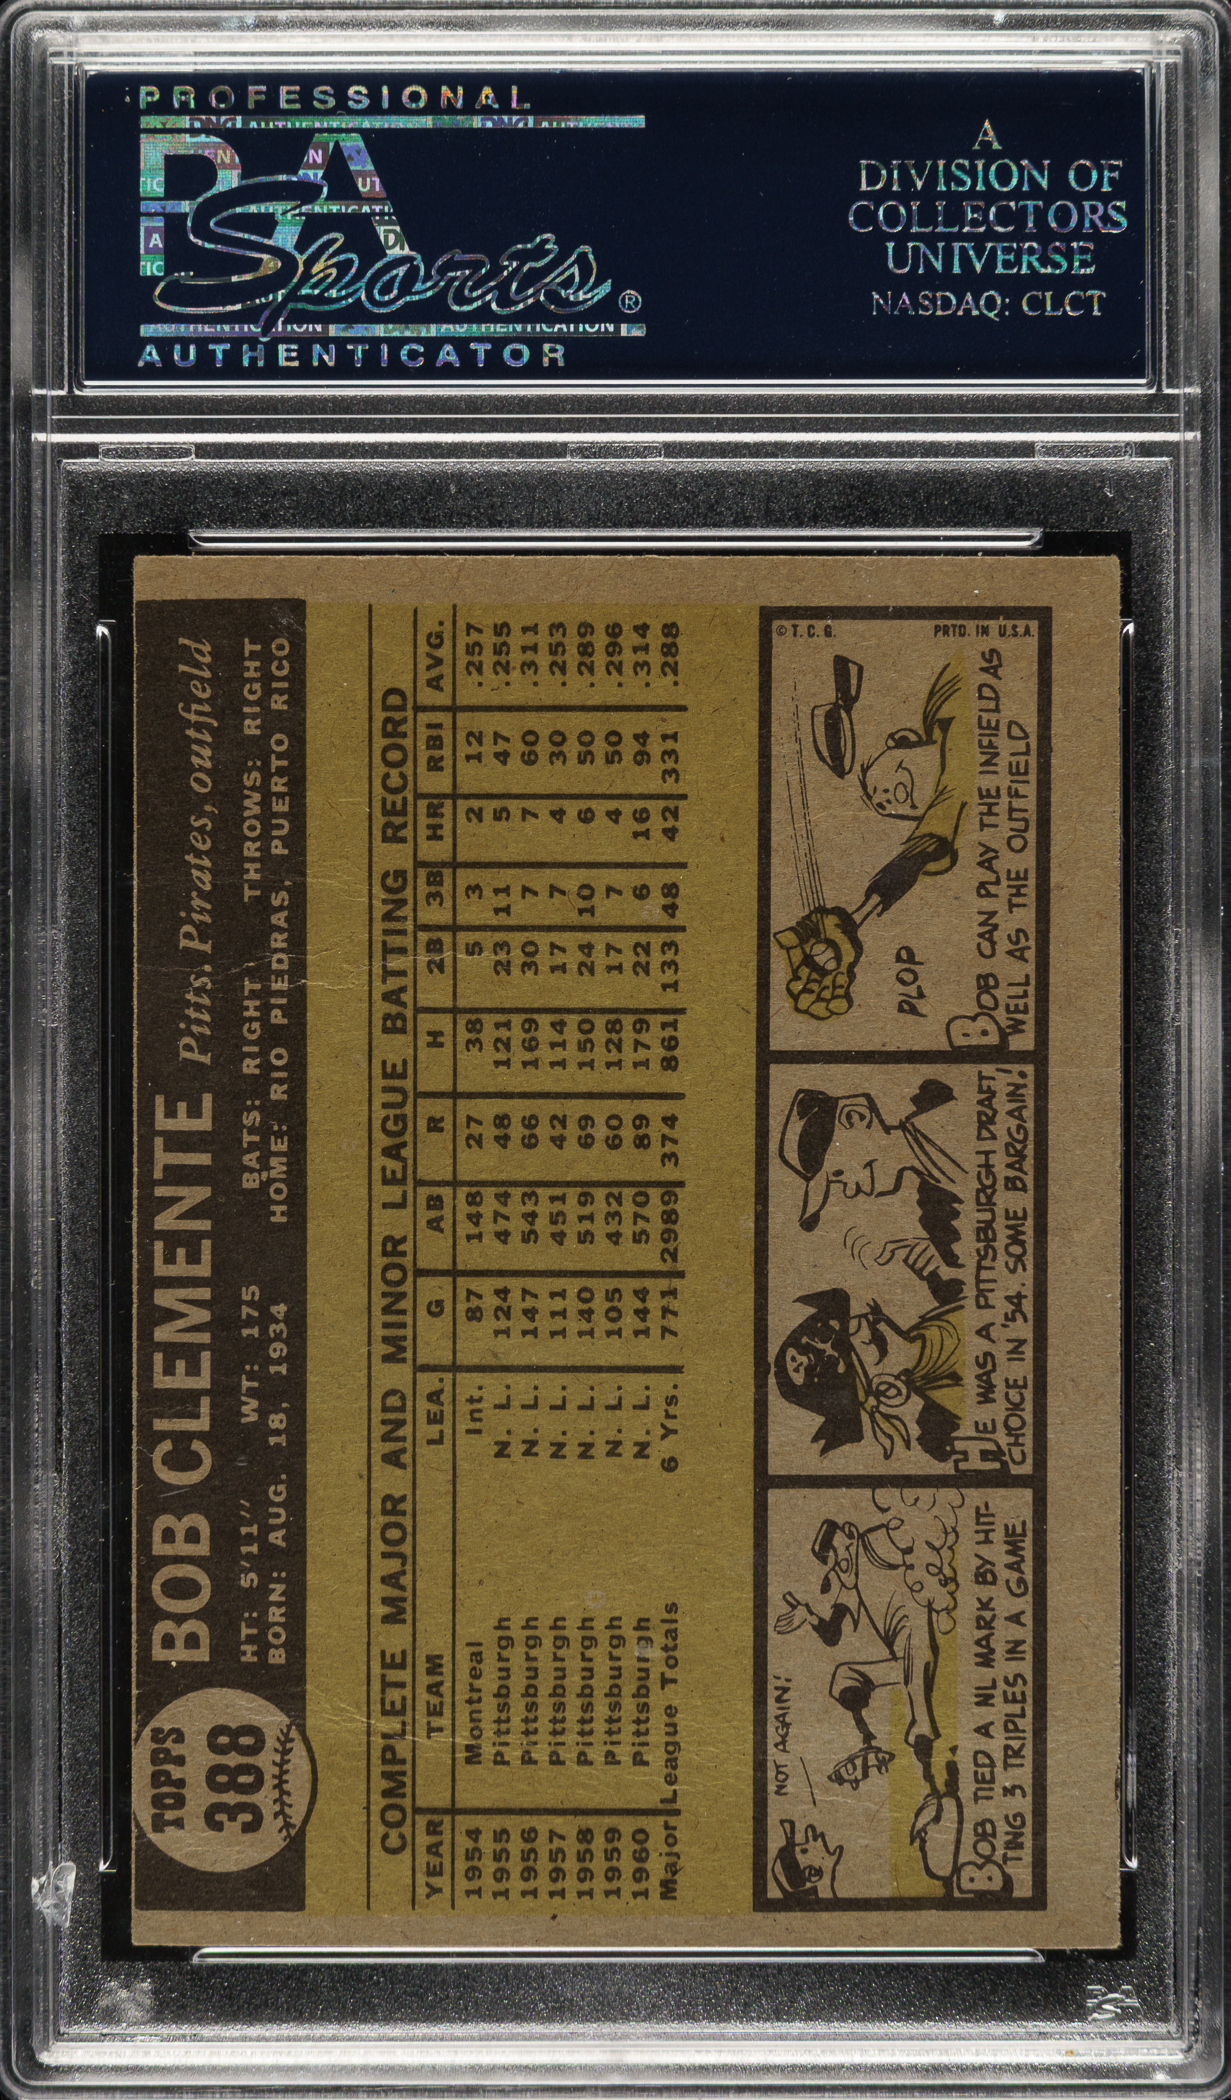 PROFESSIONAL
PSA
Sports®
AUTHENTICATOR
A
DIVISION OF
COLLECTORS
UNIVERSE
NASDAQ: CLCT
TOPPS
388
BOB CLEMENTE Pitts. Pirates, outfield
HT: 5'11" WT: 175 BATS: RIGHT THROWS: RIGHT
BORN: AUG. 18, 1934 HOME: RIO PIEDRAS, PUERTO RICO
COMPLETE MAJOR AND MINOR LEAGUE BATTING RECORD
YEAR TEAM LEA. G AB R H 2B 3B HR RBI AVG.
1954 Montreal Int. 87 148 27 38 5 3 2 12 .257
1955 Pittsburgh N. L. 124 474 48 121 23 11 5 47 .255
1956 Pittsburgh N. L. 147 543 66 169 30 7 7 60 .311
1957 Pittsburgh N. L. 111 451 42 114 17 7 4 30 .253
1958 Pittsburgh N. L. 140 519 69 150 24 10 6 50 .289
1959 Pittsburgh N. L. 105 432 60 128 17 7 4 50 .296
1960 Pittsburgh N. L. 144 570 89 179 22 6 16 94 .314
Major League Totals 6 Yrs. 771 2989 374 861 133 48 42 331 .288
NOT AGAIN!
BOB TIED A NL MARK BY HIT-
TING 3 TRIPLES IN A GAME.
HE WAS A PITTSBURGH DRAFT
CHOICE IN '54. SOME BARGAIN!
© T. C. G.
PRTD. IN U.S.A.
PLOP
BOB CAN PLAY THE INFIELD AS
WELL AS THE OUTFIELD